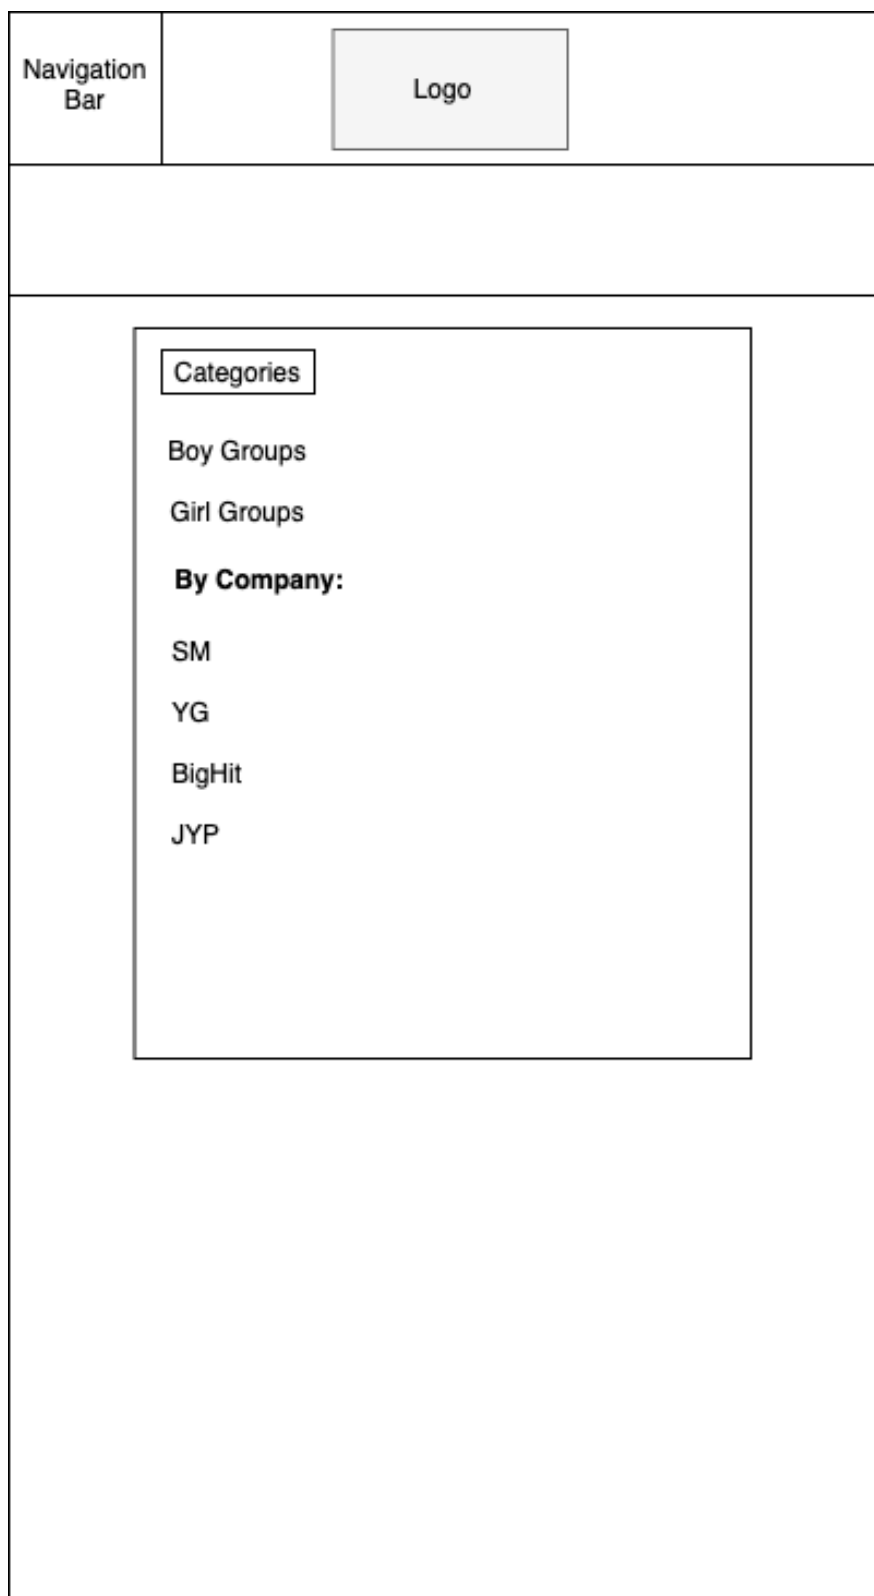 Navigation
Bar
Logo
Categories
Boy Groups
Girl Groups
By Company:
SM
YG
BigHit
JYP